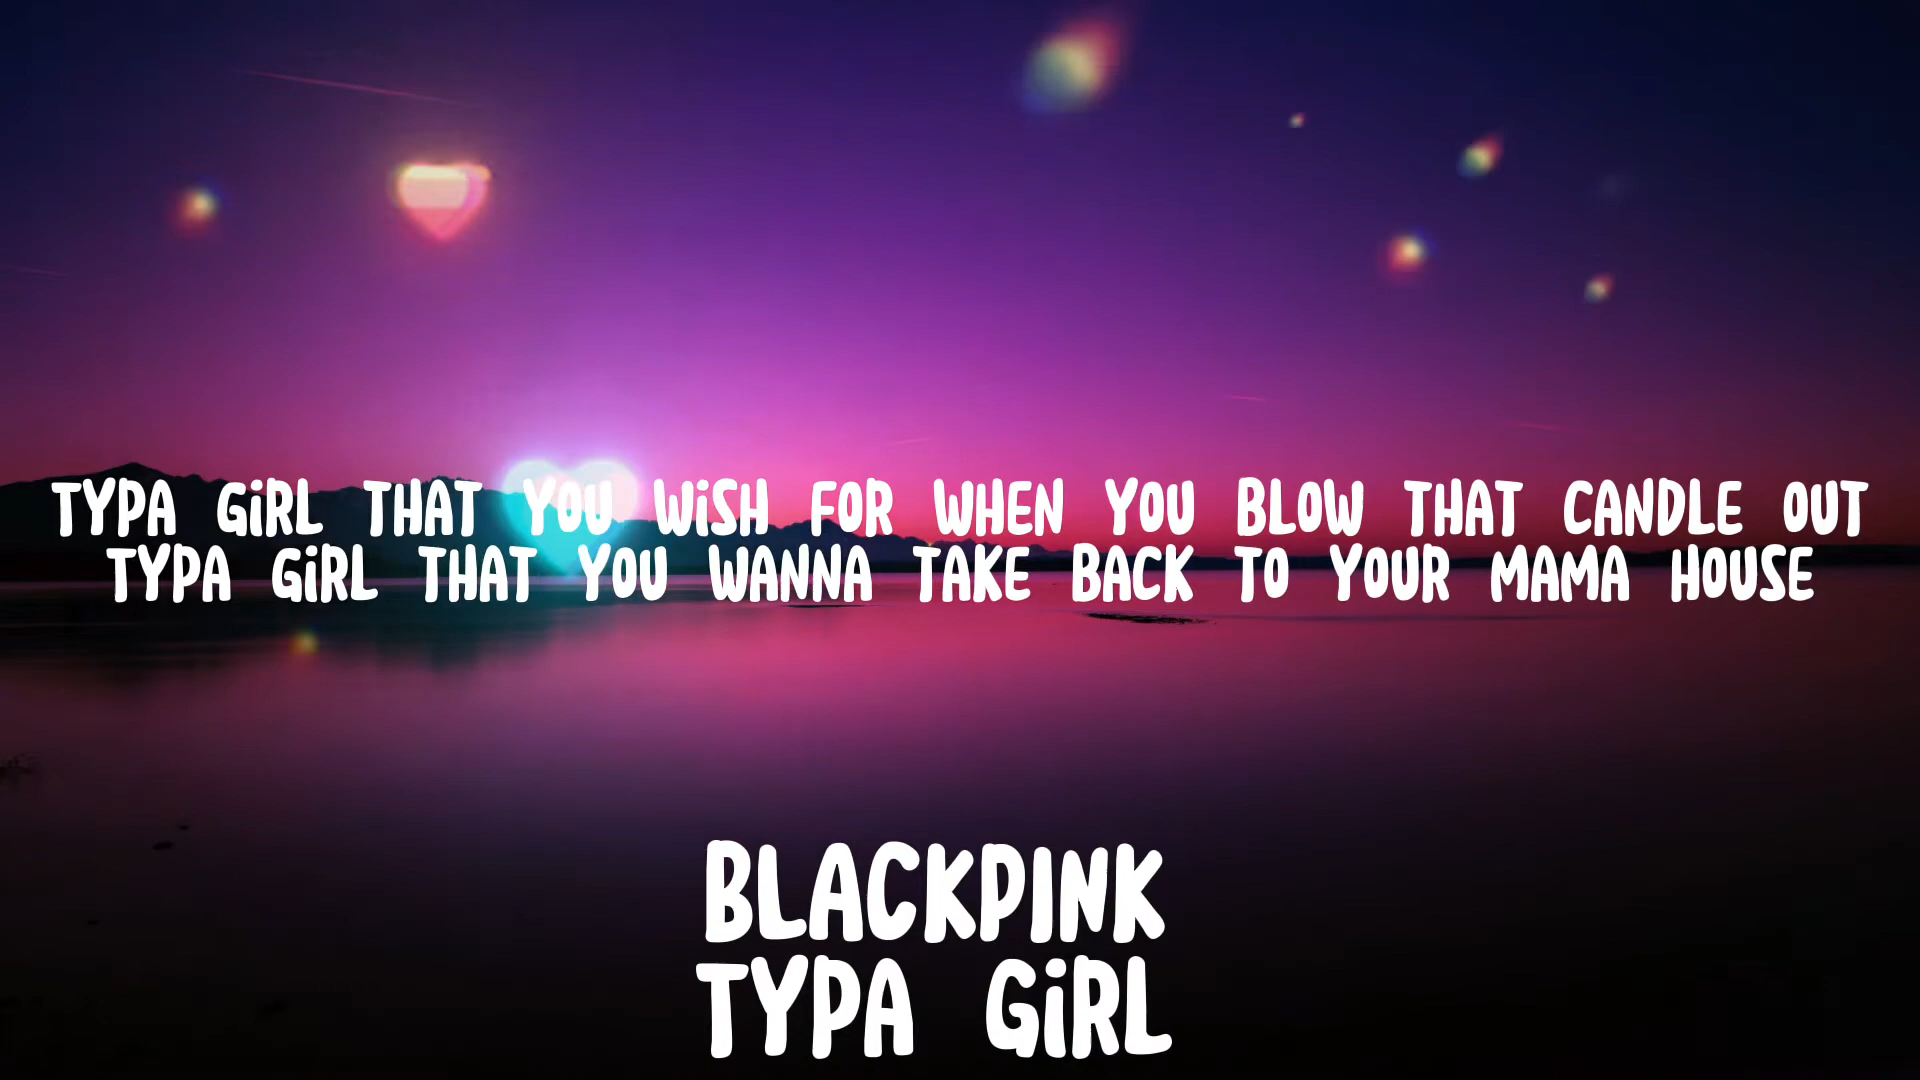 TYPA GiRL THAT YOU WiSH FOR WHEN YOU BLOW THAT CANDLE OUT
TYPA GiRL THAT YOU WANNA TAKE BACK TO YOUR MAMA HOUSE
BLACKPINK
TYPA GiRL